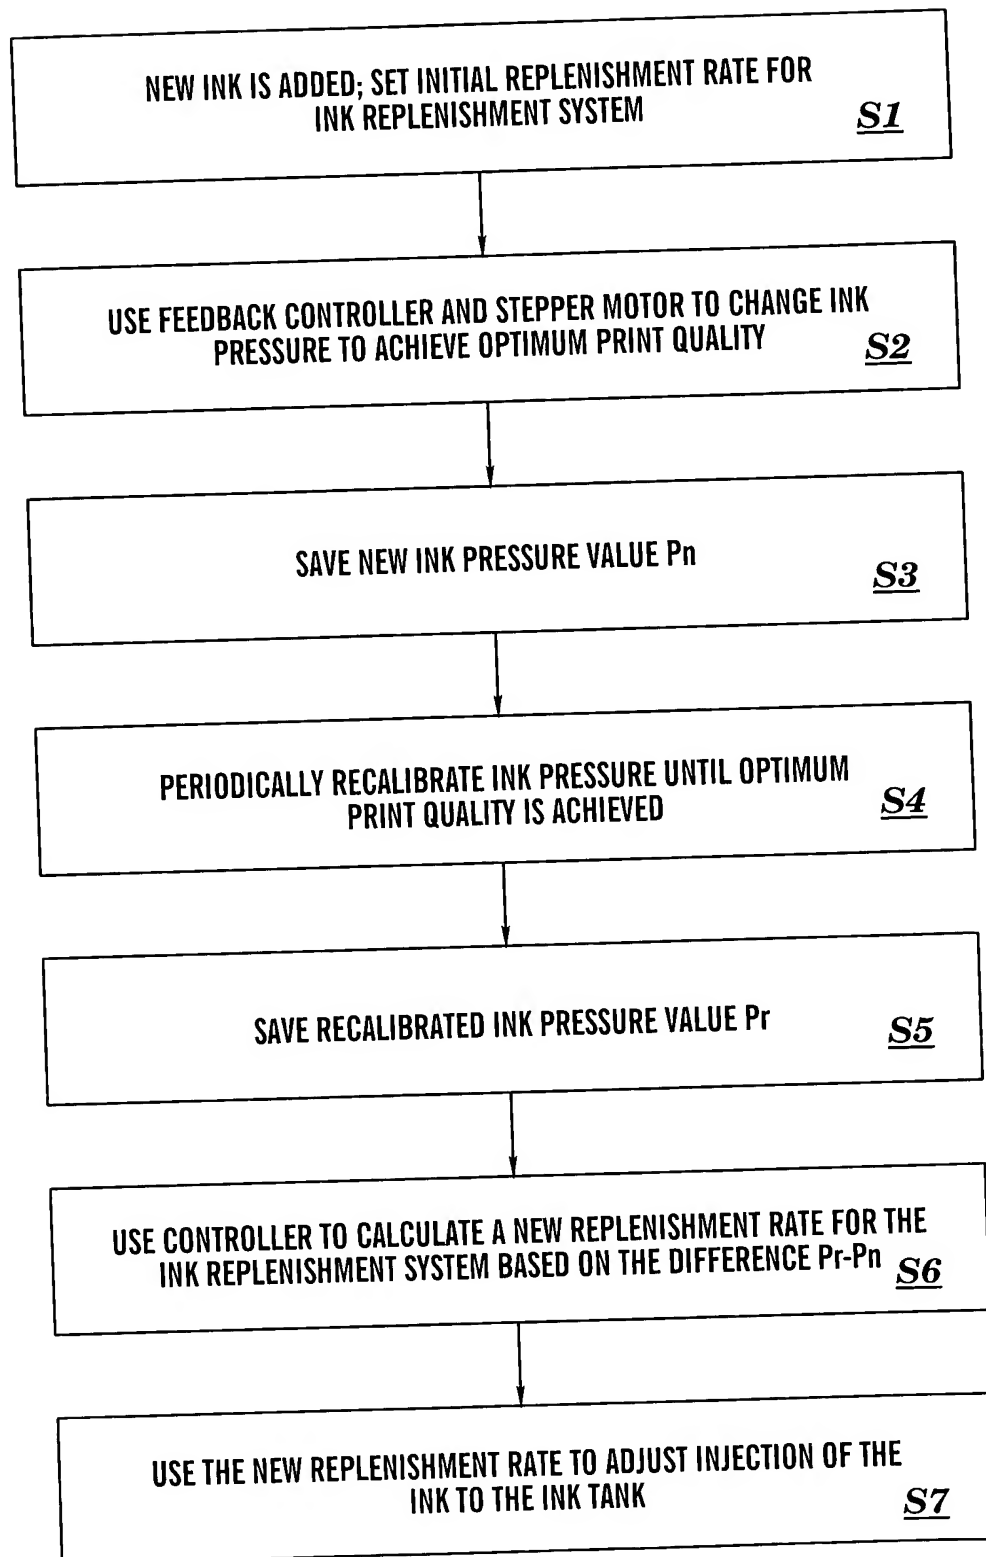 NEW INK IS ADDED; SET INITIAL REPLENISHMENT RATE FOR
INK REPLENISHMENT SYSTEM
S1
USE FEEDBACK CONTROLLER AND STEPPER MOTOR TO CHANGE INK
PRESSURE TO ACHIEVE OPTIMUM PRINT QUALITY
S2
SAVE NEW INK PRESSURE VALUE Pn
S3
PERIODICALLY RECALIBRATE INK PRESSURE UNTIL OPTIMUM
PRINT QUALITY IS ACHIEVED
S4
SAVE RECALIBRATED INK PRESSURE VALUE Pr
S5
USE CONTROLLER TO CALCULATE A NEW REPLENISHMENT RATE FOR THE
INK REPLENISHMENT SYSTEM BASED ON THE DIFFERENCE Pr-Pn
S6
USE THE NEW REPLENISHMENT RATE TO ADJUST INJECTION OF THE
INK TO THE INK TANK
S7